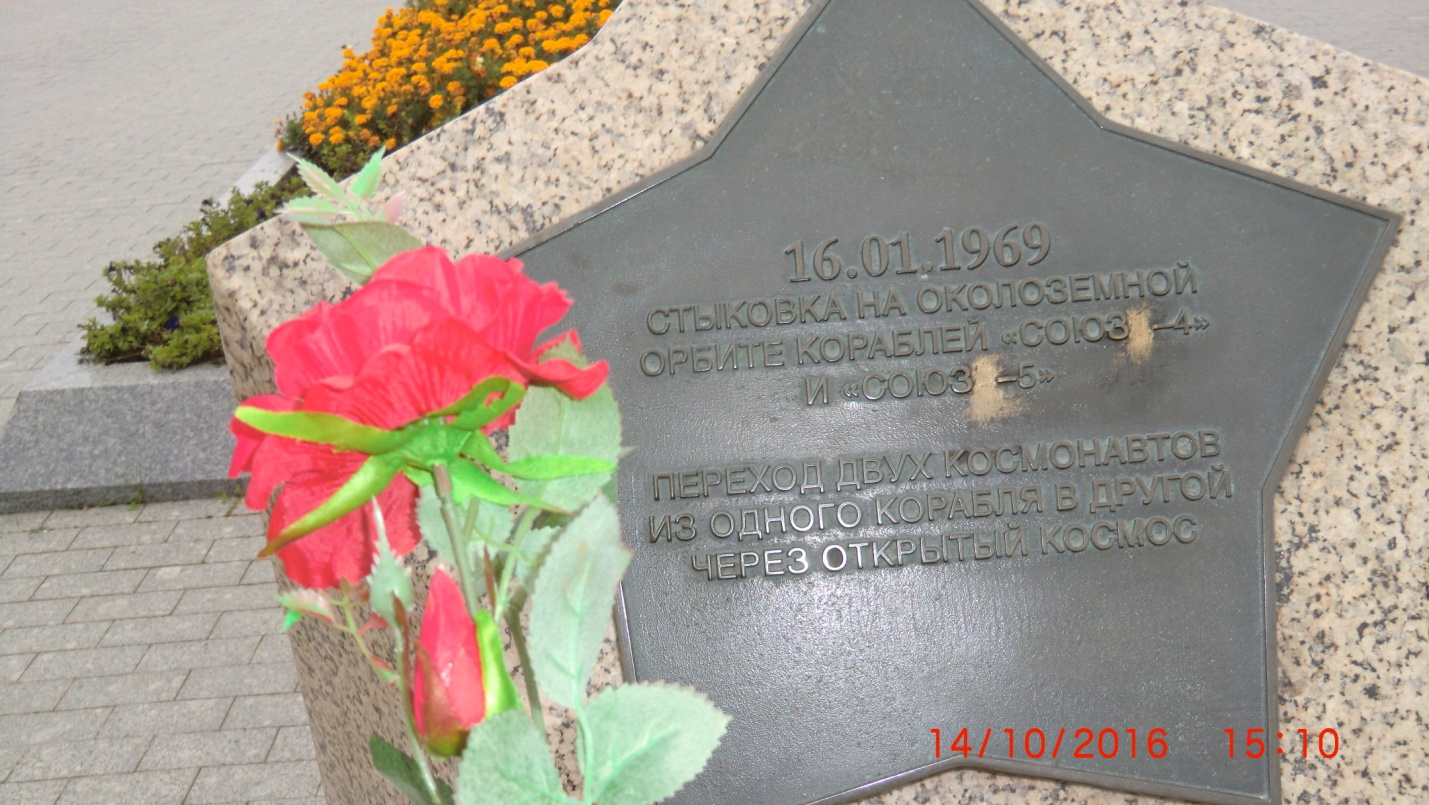 16.01.1969
СТЫКОВКА НА ОКОЛОЗЕМНОЙ
ОРБИТЕ КОРАБЛЕЙ «СОЮЗ –4»
И «СОЮЗ –5»
ПЕРЕХОД ДВУХ КОСМОНАВТОВ
ИЗ ОДНОГО КОРАБЛЯ В ДРУГОЙ
ЧЕРЕЗ ОТКРЫТЫЙ КОСМОС
14/10/2016 15:10